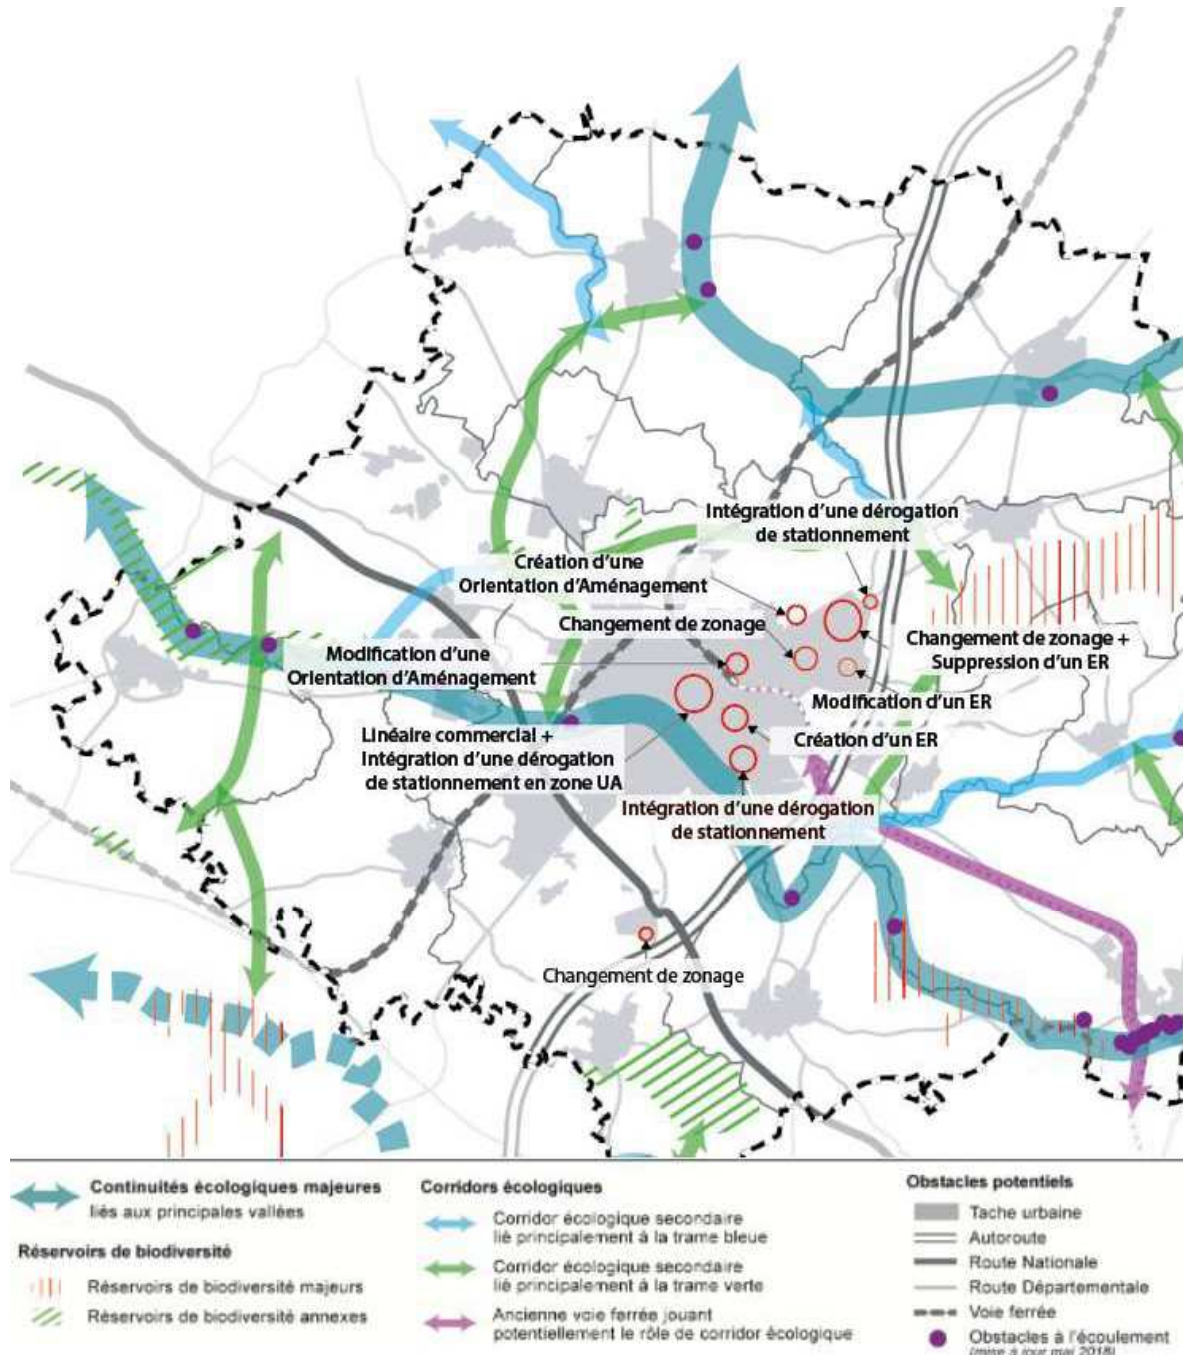 Intégration d'une dérogation
de stationnement
Création d'une
Orientation d'Aménagement
Changement de zonage
Changement de zonage +
Suppression d'un ER
Modification d'une
Orientation d'Aménagement
Modification d'un ER
Linéaire commercial +
Intégration d'une dérogation
de stationnement en zone UA
Création d'un ER
Intégration d'une dérogation
de stationnement
Changement de zonage
Continuités écologiques majeures
liés aux principales vallées
Réservoirs de biodiversité
Réservoirs de biodiversité majeurs
Réservoirs de biodiversité annexes
Corridors écologiques
Corridor écologique secondaire
lié principalement à la trame bleue
Corridor écologique secondaire
lié principalement à la trame verte
Ancienne voie ferrée jouant
potentiellement le rôle de corridor écologique
Obstacles potentiels
Tache urbaine
Autoroute
Route Nationale
Route Départementale
Voie ferrée
Obstacles à l'écoulement
(mise à jour mai 2018)